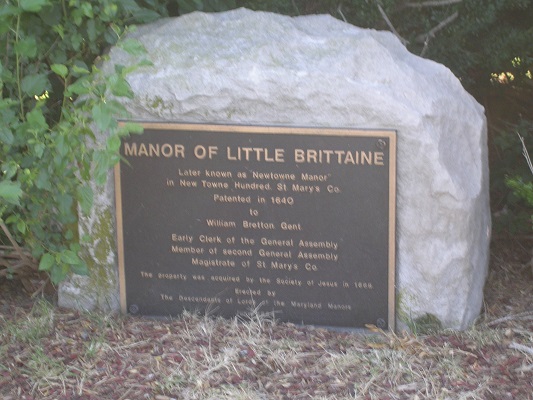 MANOR OF LITTLE BRITTAINE
Later known as "Newtowne Manor"
in New Towne Hundred, St. Mary's Co.
Patented in 1640
to
William Bretton Gent
Early Clerk of the General Assembly
Member of second General Assembly
Magistrate of St. Mary's Co.
The property was acquired by the Society of Jesus in 1668
Erected by
The Descendants of Lords of the Maryland Manors